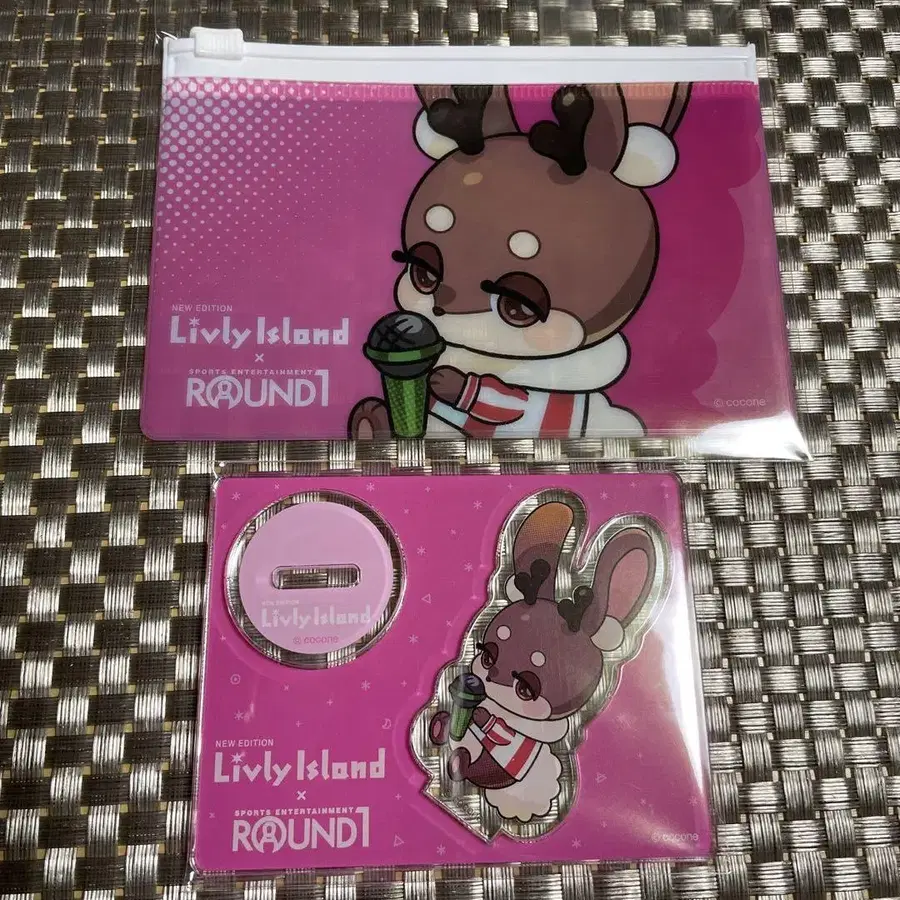 NEW EDITION
Livly Island
×
SPORTS ENTERTAINMENT
ROUND1
© cocone
NEW EDITION
Livly Island
© cocone
NEW EDITION
Livly Island
×
SPORTS ENTERTAINMENT
ROUND1
© cocone